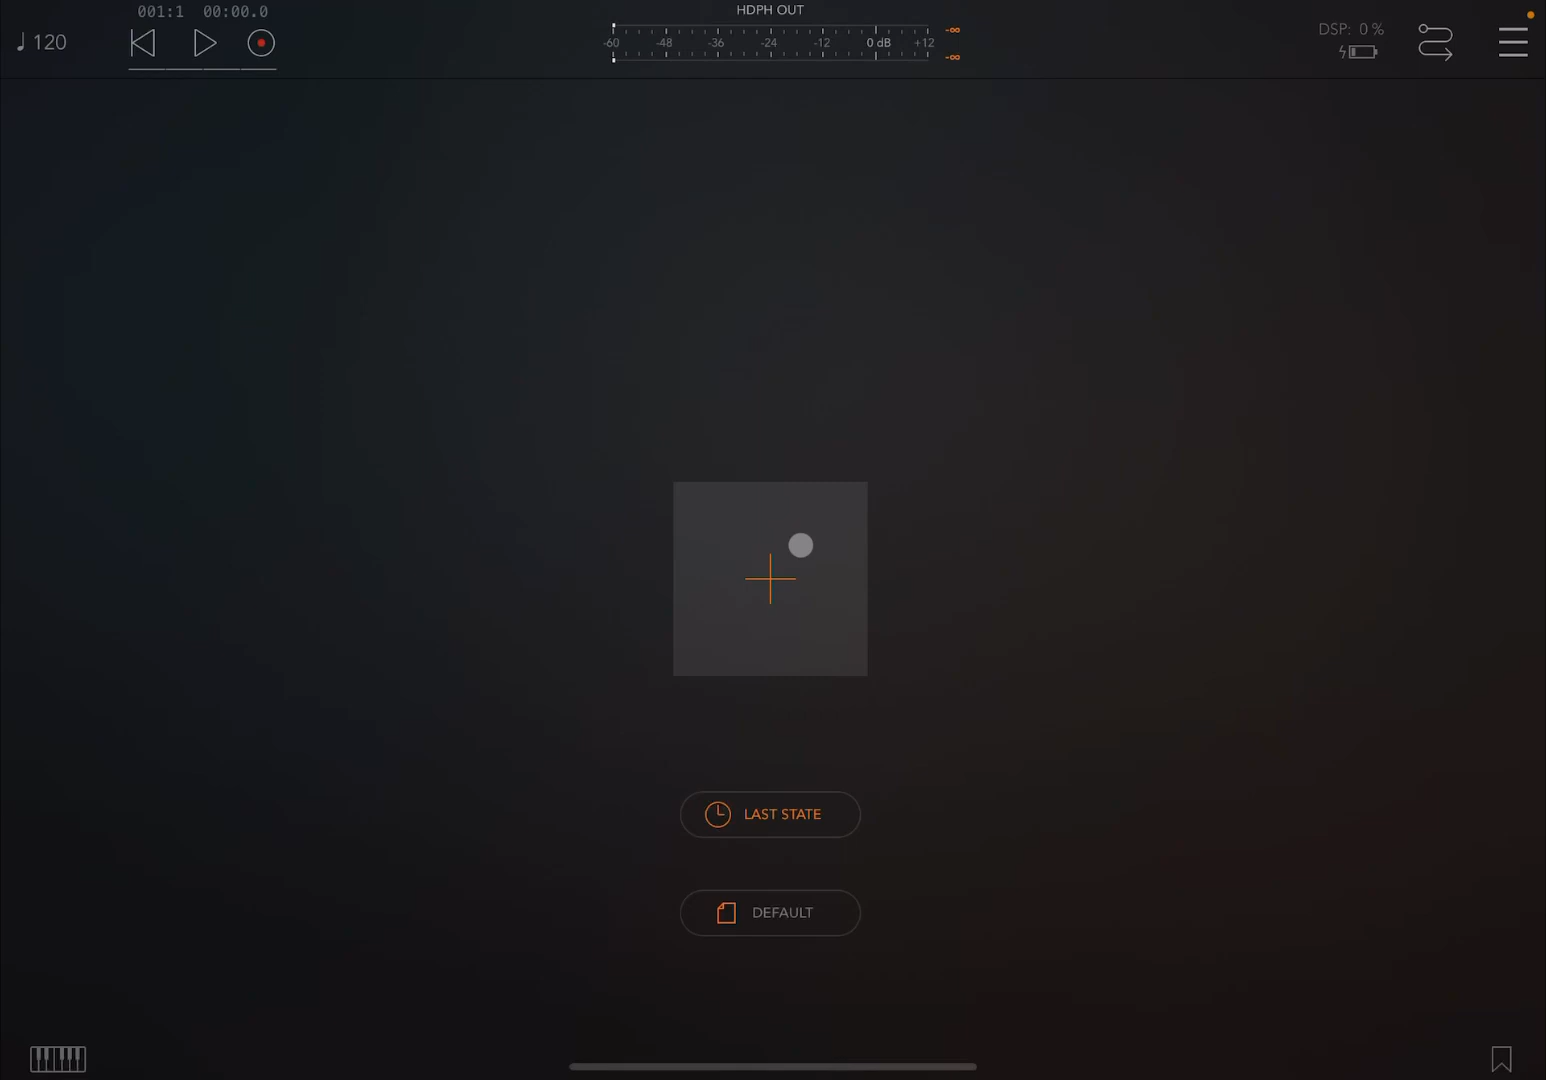 001:1 00:00.0
♩ 120
HDPH OUT
-60 -48 -36 -24 -12 0 dB +12
-∞
-∞
DSP: 0 %
LAST STATE
DEFAULT